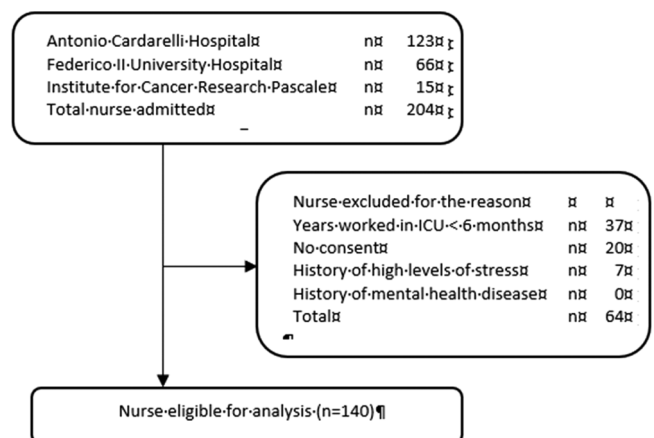 Antonio·Cardarelli·Hospital¤ n¤ 123¤
Federico·II·University·Hospital¤ n¤ 66¤
Institute·for·Cancer·Research·Pascale¤ n¤ 15¤
Total·nurse·admitted¤ n¤ 204¤
Nurse·excluded·for·the·reason¤ ¤ ¤
Years·worked·in·ICU·<·6·months¤ n¤ 37¤
No·consent¤ n¤ 20¤
History·of·high·levels·of·stress¤ n¤ 7¤
History·of·mental·health·disease¤ n¤ 0¤
Total¤ n¤ 64¤
¶
Nurse·eligible·for·analysis·(n=140)¶